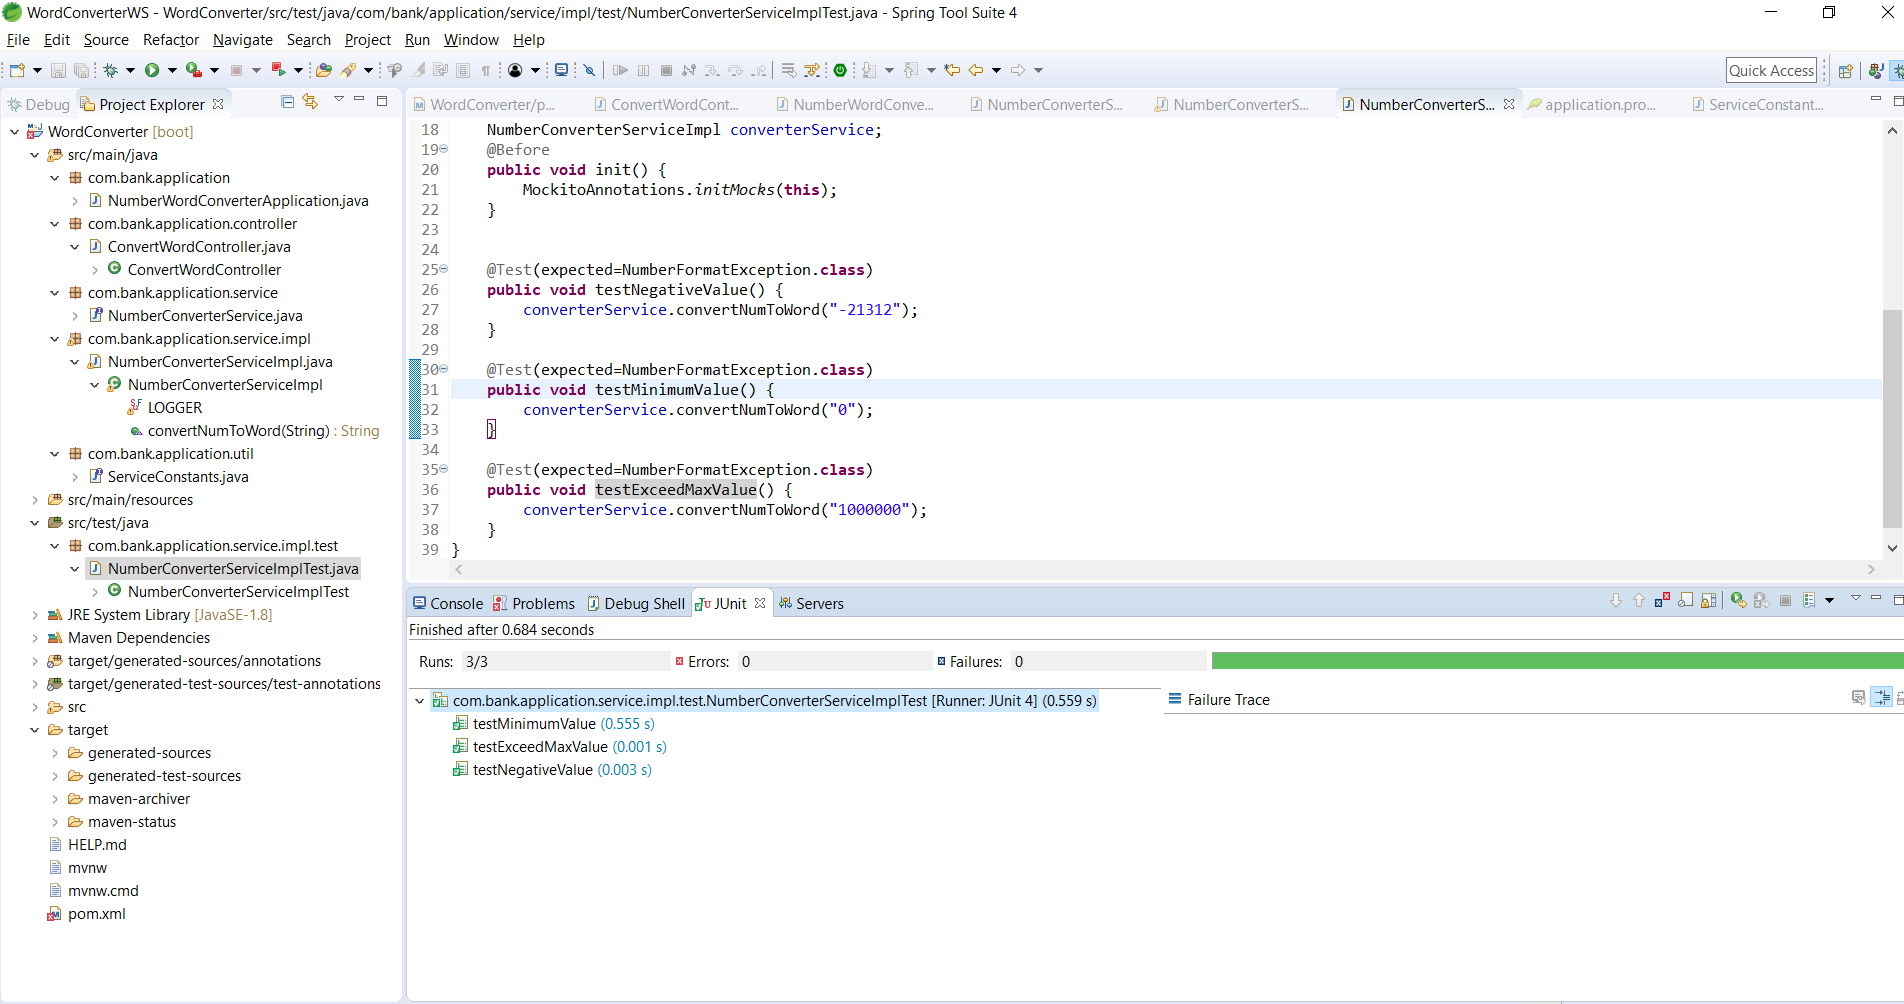 WordConverterWS - WordConverter/src/test/java/com/bank/application/service/impl/test/NumberConverterServiceImplTest.java - Spring Tool Suite 4
File Edit Source Refactor Navigate Search Project Run Window Help
Quick Access
Debug Project Explorer
WordConverter [boot]
src/main/java
com.bank.application
NumberWordConverterApplication.java
com.bank.application.controller
ConvertWordController.java
ConvertWordController
com.bank.application.service
NumberConverterService.java
com.bank.application.service.impl
NumberConverterServiceImpl.java
NumberConverterServiceImpl
LOGGER
convertNumToWord(String) : String
com.bank.application.util
ServiceConstants.java
src/main/resources
src/test/java
com.bank.application.service.impl.test
NumberConverterServiceImplTest.java
NumberConverterServiceImplTest
JRE System Library [JavaSE-1.8]
Maven Dependencies
target/generated-sources/annotations
target/generated-test-sources/test-annotations
src
target
generated-sources
generated-test-sources
maven-archiver
maven-status
HELP.md
mvnw
mvnw.cmd
pom.xml
WordConverter/p... ConvertWordCont... NumberWordConve... NumberConverterS... NumberConverterS... NumberConverterS... application.pro... ServiceConstant...
18 NumberConverterServiceImpl converterService;
19 @Before
20 public void init() {
21 MockitoAnnotations.initMocks(this);
22 }
23
24
25 @Test(expected=NumberFormatException.class)
26 public void testNegativeValue() {
27 converterService.convertNumToWord("-21312");
28 }
29
30 @Test(expected=NumberFormatException.class)
31 public void testMinimumValue() {
32 converterService.convertNumToWord("0");
33 }
34
35 @Test(expected=NumberFormatException.class)
36 public void testExceedMaxValue() {
37 converterService.convertNumToWord("1000000");
38 }
39 }
Console Problems Debug Shell JUnit Servers
Finished after 0.684 seconds
Runs: 3/3 Errors: 0 Failures: 0
com.bank.application.service.impl.test.NumberConverterServiceImplTest [Runner: JUnit 4] (0.559 s)
testMinimumValue (0.555 s)
testExceedMaxValue (0.001 s)
testNegativeValue (0.003 s)
Failure Trace